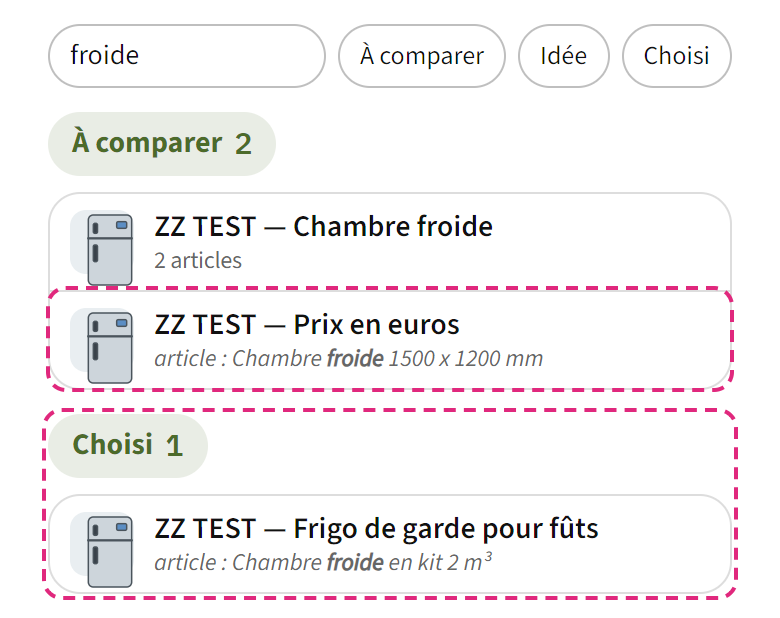 froide
À comparer
Idée
Choisi
À comparer 2
ZZ TEST — Chambre froide
2 articles
ZZ TEST — Prix en euros
article : Chambre froide 1500 x 1200 mm
Choisi 1
ZZ TEST — Frigo de garde pour fûts
article : Chambre froide en kit 2 m³